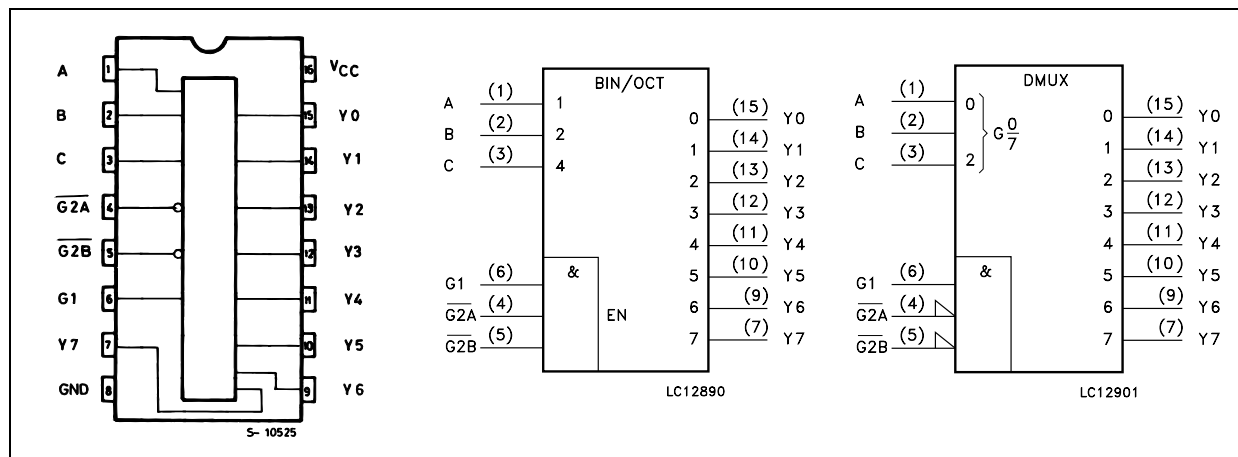 A 1 16 VCC
B 2 15 Y0
C 3 14 Y1
G2A 4 13 Y2
G2B 5 12 Y3
G1 6 11 Y4
Y7 7 10 Y5
GND 8 9 Y6
S- 10525
BIN/OCT
A (1) 1
B (2) 2
C (3) 4
0 (15) Y0
1 (14) Y1
2 (13) Y2
3 (12) Y3
4 (11) Y4
5 (10) Y5
6 (9) Y6
7 (7) Y7
&
G1 (6)
G2A (4) EN
G2B (5)
LC12890
DMUX
A (1) 0
B (2) G 0/7
C (3) 2
0 (15) Y0
1 (14) Y1
2 (13) Y2
3 (12) Y3
4 (11) Y4
5 (10) Y5
6 (9) Y6
7 (7) Y7
&
G1 (6)
G2A (4)
G2B (5)
LC12901